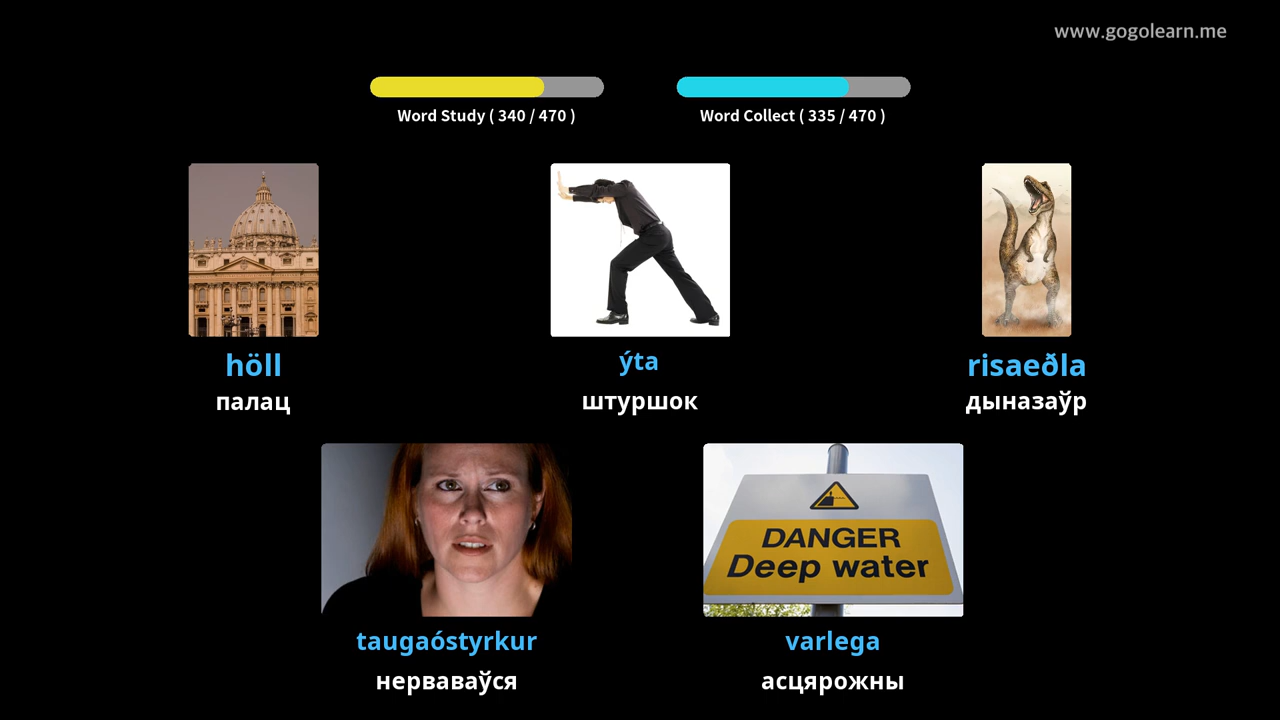 www.gogolearn.me
Word Study ( 340 / 470 )
Word Collect ( 335 / 470 )
höll
палац
ýta
штуршок
risaeðla
дыназаўр
DANGER
Deep water
taugaóstyrkur
нерваваўся
varlega
асцярожны